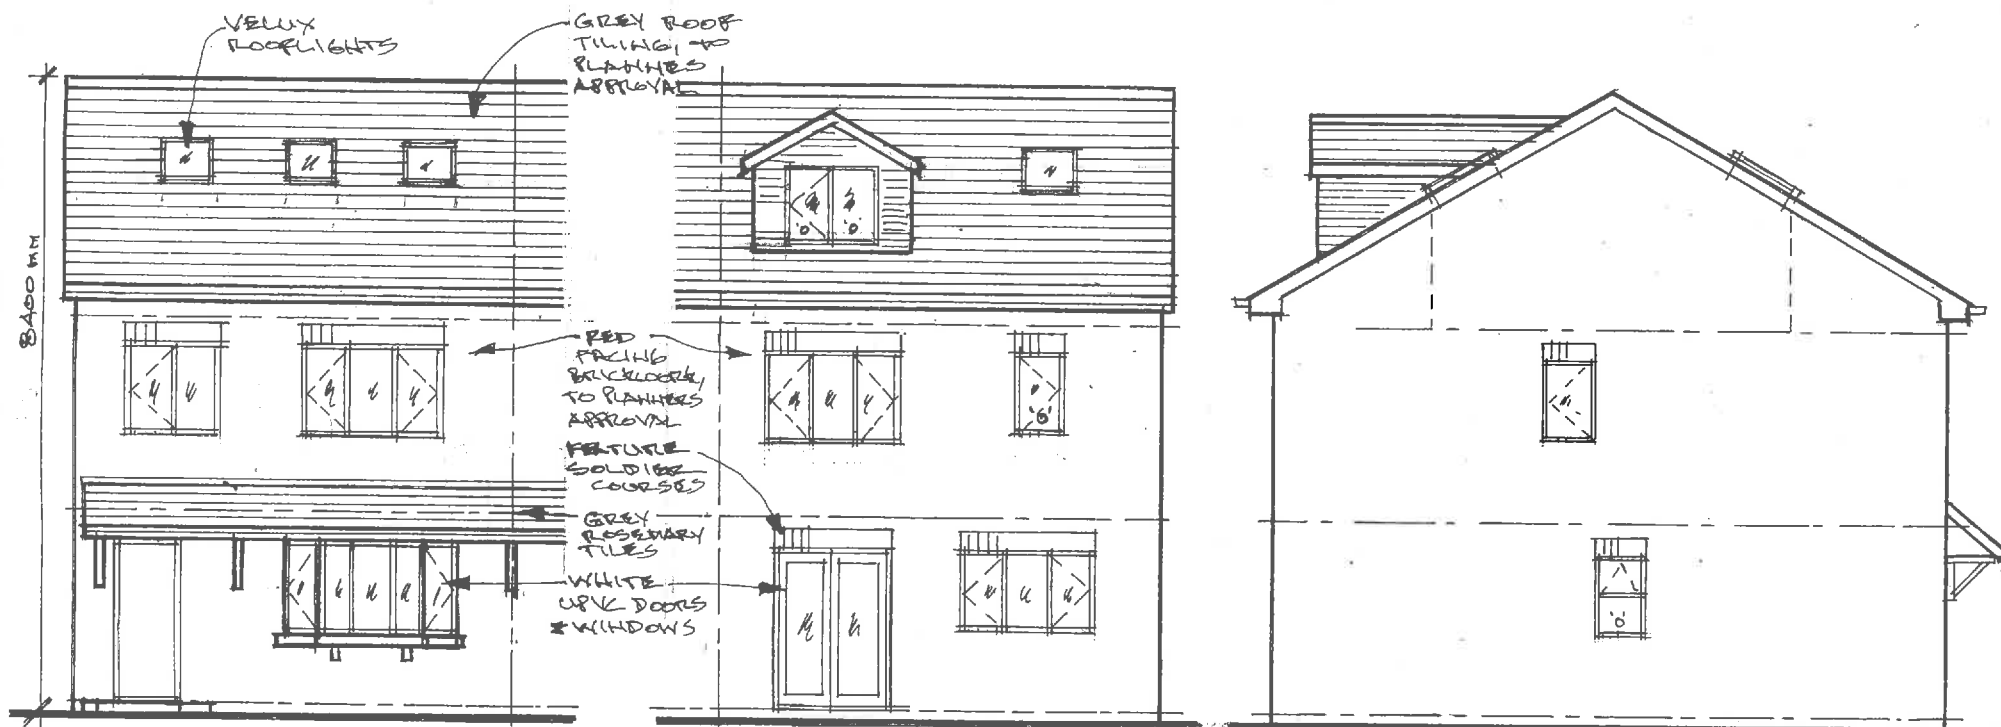 VELUX
ROOFLIGHTS
GREY ROOF
TILING, TO
PLANNERS
APPROVAL
8400 MM
RED
FACING
BRICKWORK,
TO PLANNERS
APPROVAL
FEATURE
SOLDIER
COURSES
GREY
ROSEMARY
TILES
WHITE
UPVC DOORS
& WINDOWS
'O'
'O'
'O'
'O'